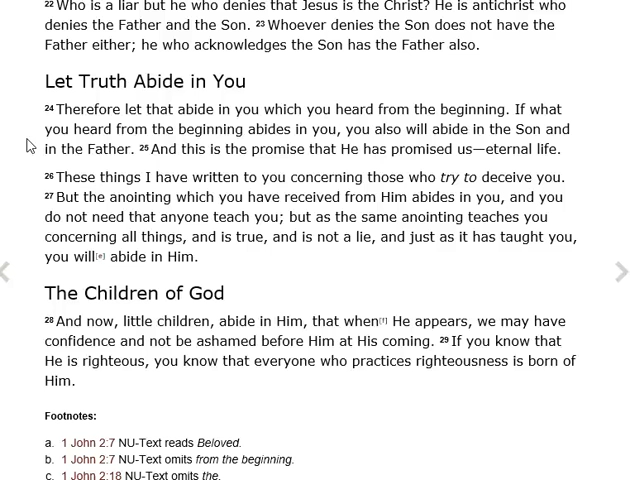 22 Who is a liar but he who denies that Jesus is the Christ? He is antichrist who
denies the Father and the Son. 23 Whoever denies the Son does not have the
Father either; he who acknowledges the Son has the Father also.
Let Truth Abide in You
24 Therefore let that abide in you which you heard from the beginning. If what
you heard from the beginning abides in you, you also will abide in the Son and
in the Father. 25 And this is the promise that He has promised us—eternal life.
26 These things I have written to you concerning those who try to deceive you.
27 But the anointing which you have received from Him abides in you, and you
do not need that anyone teach you; but as the same anointing teaches you
concerning all things, and is true, and is not a lie, and just as it has taught you,
you will[e] abide in Him.
The Children of God
28 And now, little children, abide in Him, that when[f] He appears, we may have
confidence and not be ashamed before Him at His coming. 29 If you know that
He is righteous, you know that everyone who practices righteousness is born of
Him.
Footnotes:
a. 1 John 2:7 NU-Text reads Beloved.
b. 1 John 2:7 NU-Text omits from the beginning.
c. 1 John 2:18 NU-Text omits the.